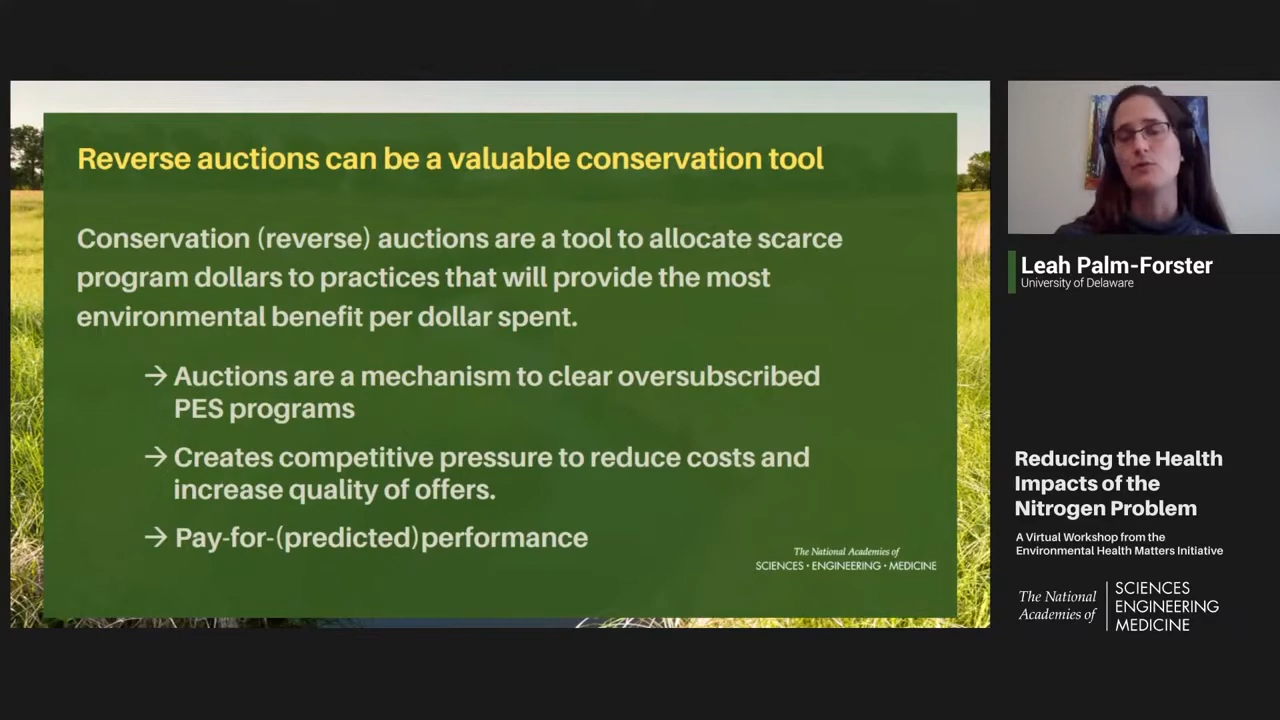 Reverse auctions can be a valuable conservation tool
Conservation (reverse) auctions are a tool to allocate scarce
program dollars to practices that will provide the most
environmental benefit per dollar spent.
→ Auctions are a mechanism to clear oversubscribed
PES programs
→ Creates competitive pressure to reduce costs and
increase quality of offers.
→ Pay-for-(predicted)performance
The National Academies of
SCIENCES · ENGINEERING · MEDICINE
Leah Palm-Forster
University of Delaware
Reducing the Health
Impacts of the
Nitrogen Problem
A Virtual Workshop from the
Environmental Health Matters Initiative
The National
Academies of
SCIENCES
ENGINEERING
MEDICINE